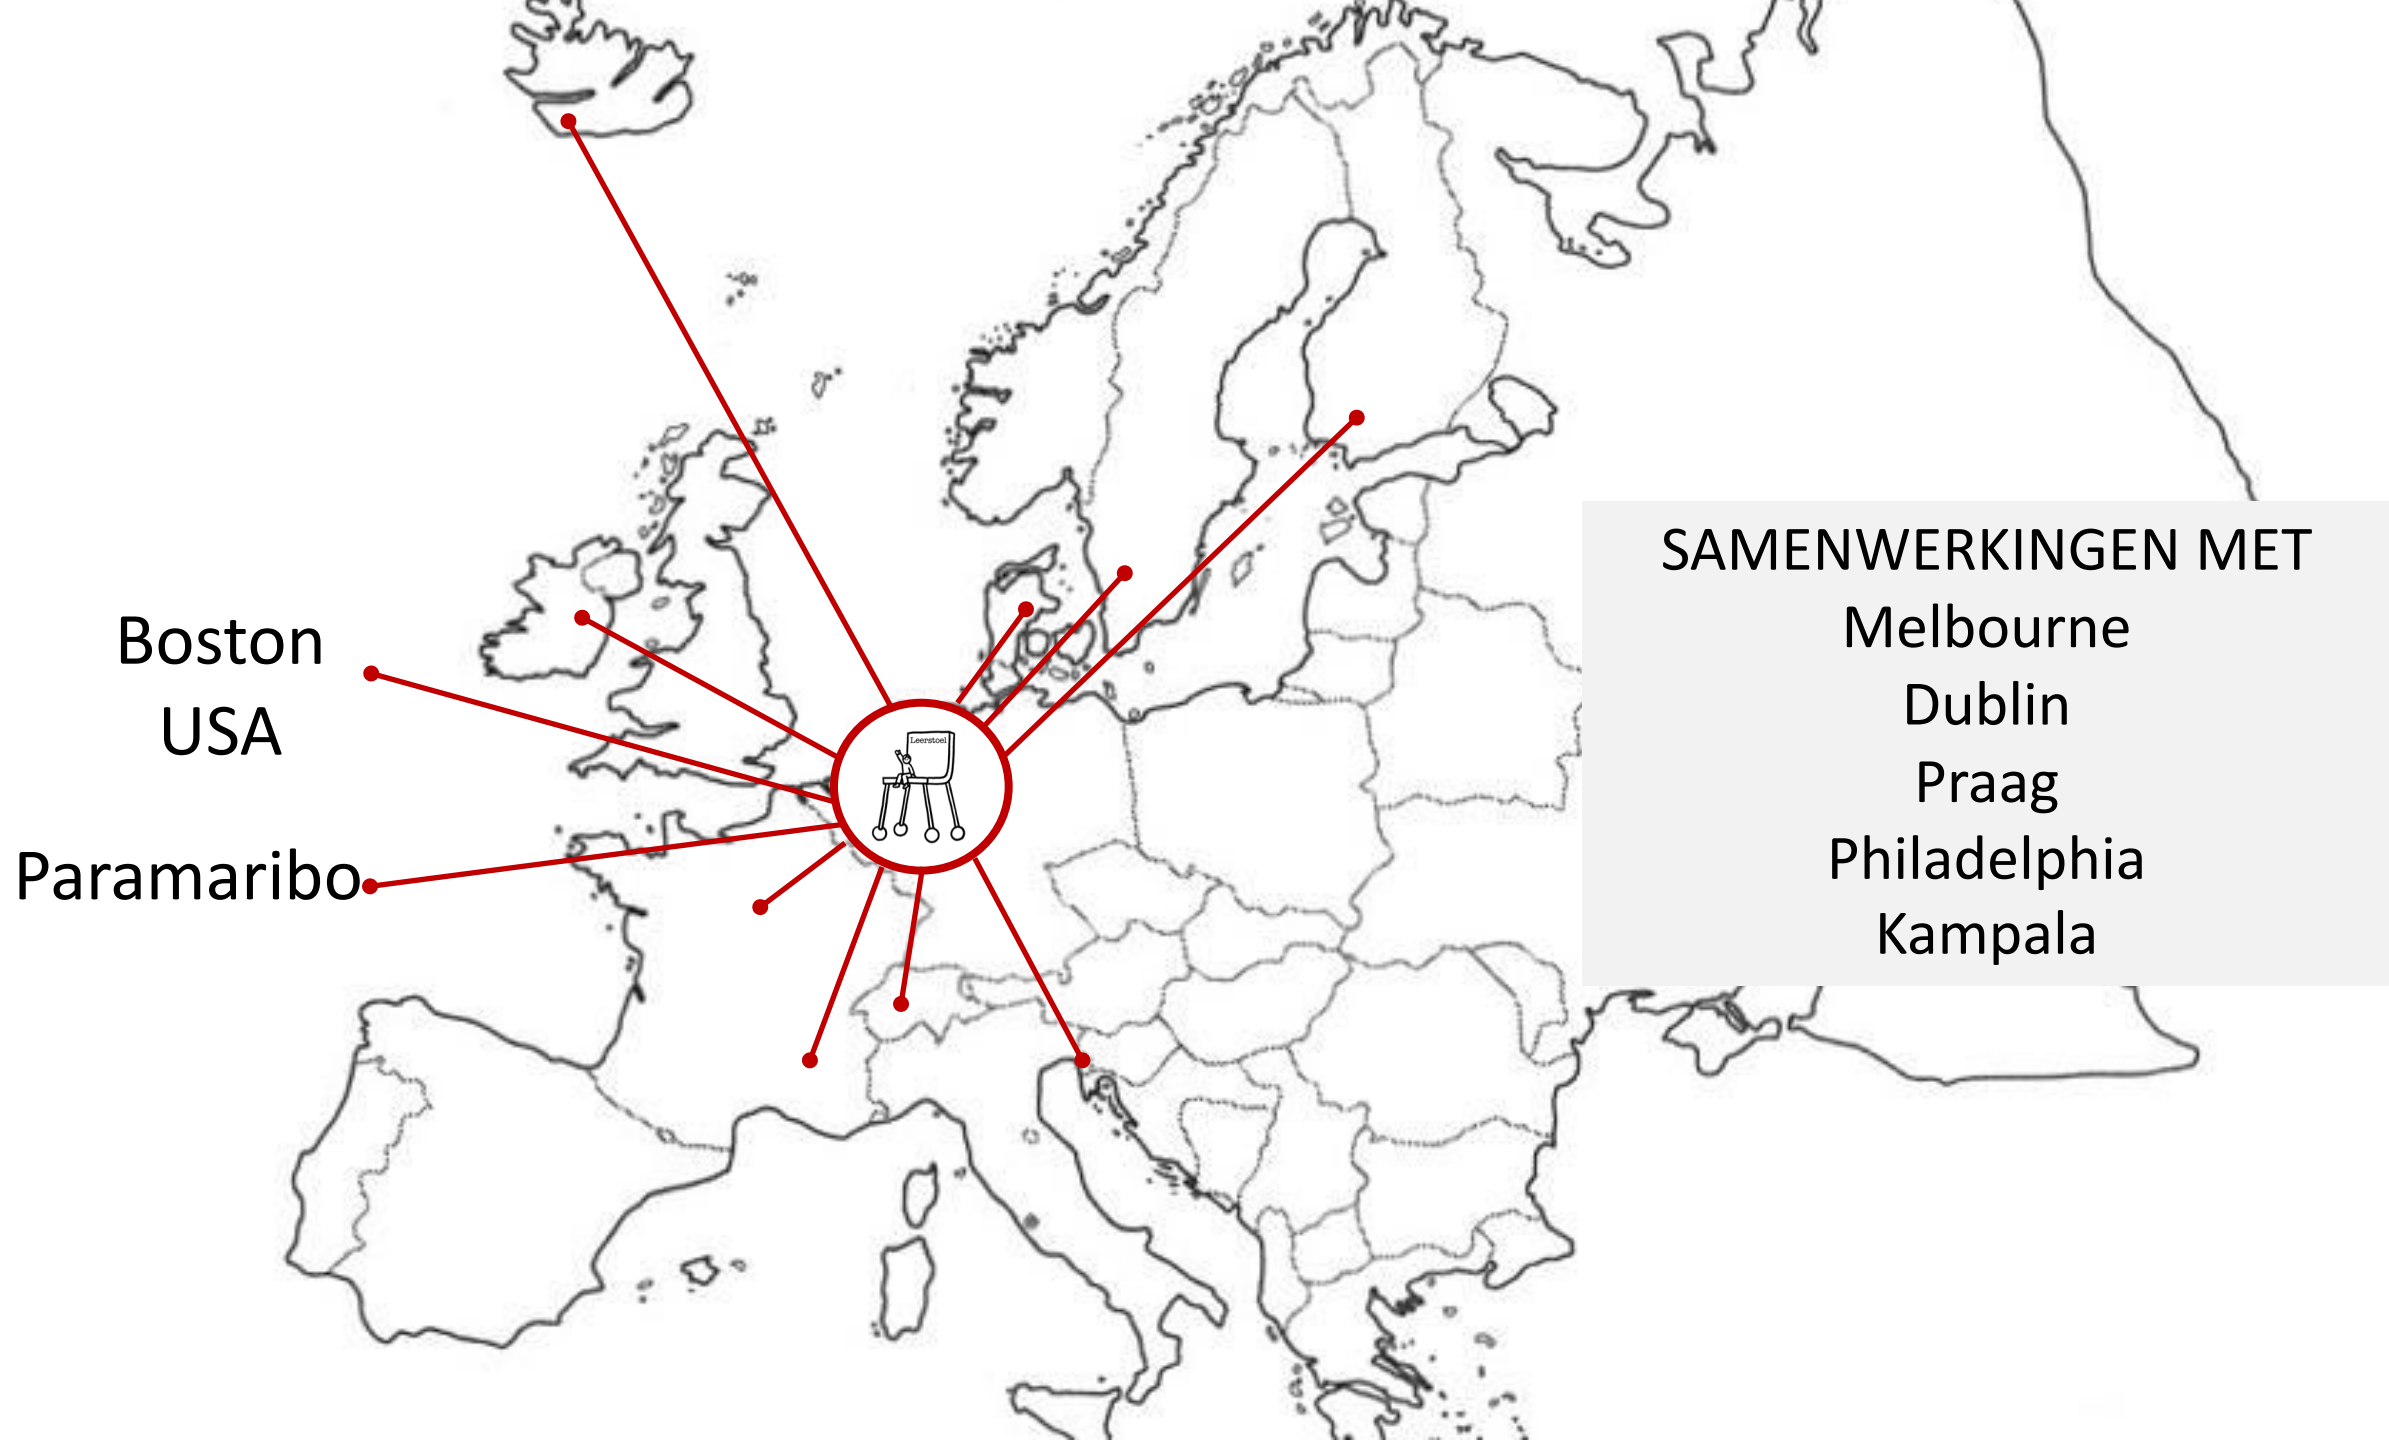 Boston
USA
Paramaribo
Leerstoel
SAMENWERKINGEN MET
Melbourne
Dublin
Praag
Philadelphia
Kampala